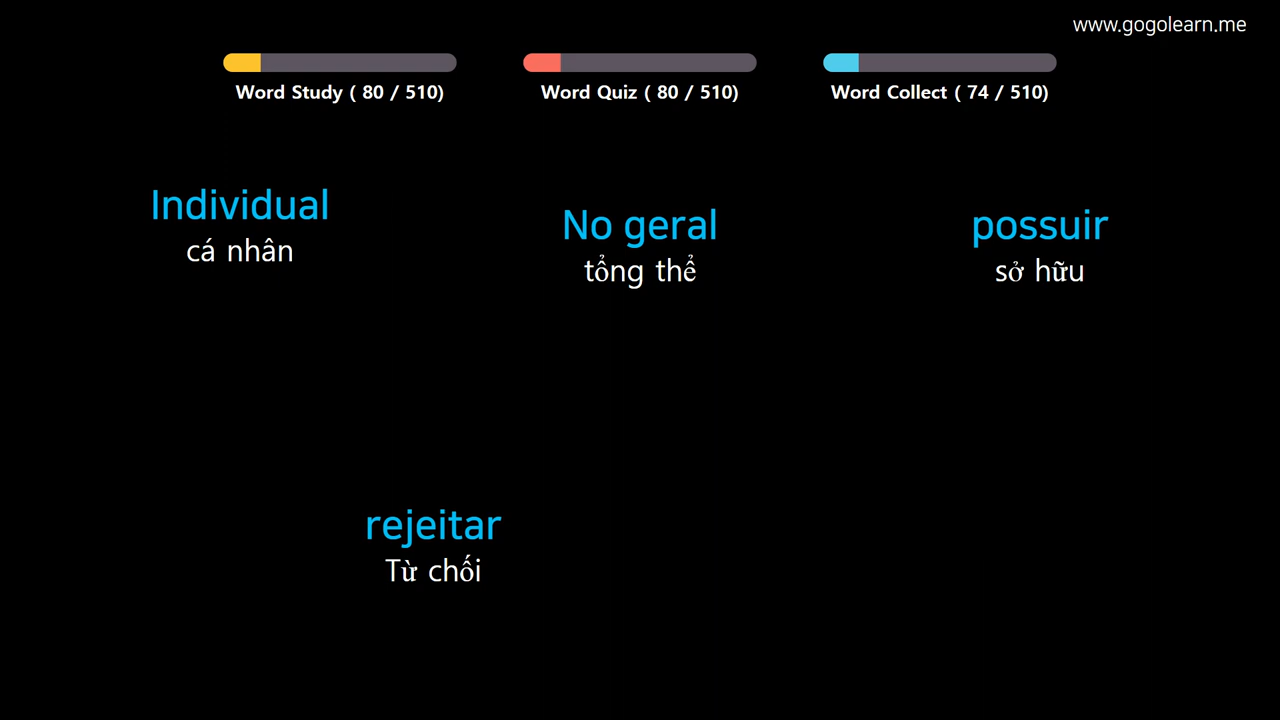 www.gogolearn.me
Word Study ( 80 / 510)
Word Quiz ( 80 / 510)
Word Collect ( 74 / 510)
Individual
cá nhân
No geral
tổng thể
possuir
sở hữu
rejeitar
Từ chối